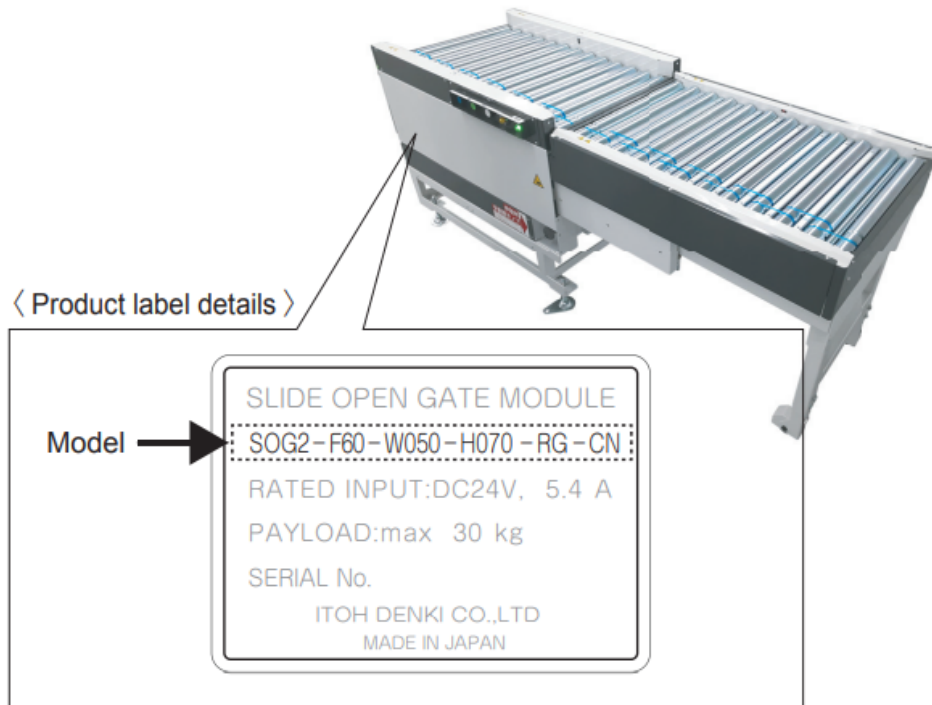 〈 Product label details 〉
Model
SLIDE OPEN GATE MODULE
SOG2-F60-W050-H070-RG-CN
RATED INPUT:DC24V, 5.4 A
PAYLOAD:max 30 kg
SERIAL No.
ITOH DENKI CO.,LTD
MADE IN JAPAN